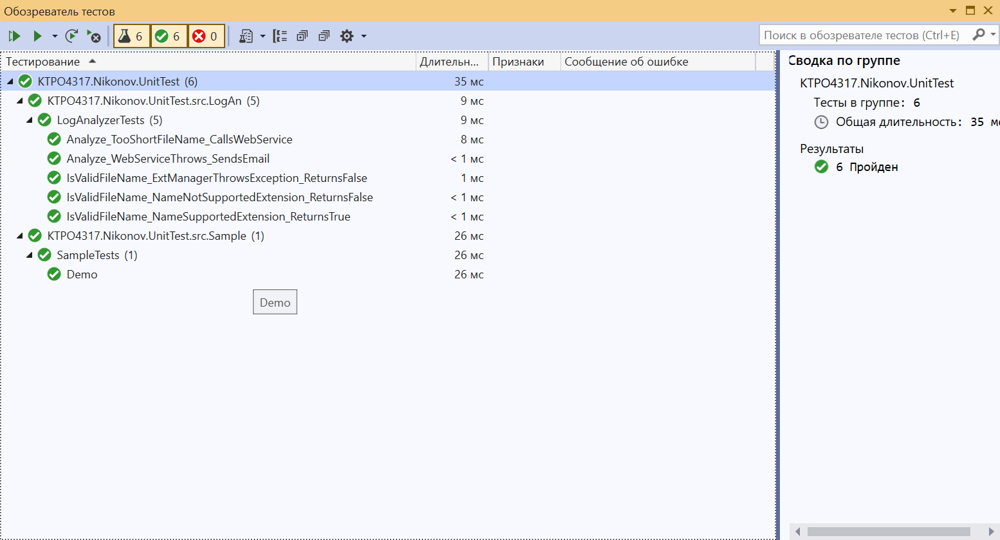 Обозреватель тестов
6 6 0 Поиск в обозревателе тестов (Ctrl+E)
Тестирование Длительн... Признаки Сообщение об ошибке
KTPO4317.Nikonov.UnitTest (6) 35 мс
KTPO4317.Nikonov.UnitTest.src.LogAn (5) 9 мс
LogAnalyzerTests (5) 9 мс
Analyze_TooShortFileName_CallsWebService 8 мс
Analyze_WebServiceThrows_SendsEmail < 1 мс
IsValidFileName_ExtManagerThrowsException_ReturnsFalse 1 мс
IsValidFileName_NameNotSupportedExtension_ReturnsFalse < 1 мс
IsValidFileName_NameSupportedExtension_ReturnsTrue < 1 мс
KTPO4317.Nikonov.UnitTest.src.Sample (1) 26 мс
SampleTests (1) 26 мс
Demo 26 мс
Demo
Сводка по группе
KTPO4317.Nikonov.UnitTest
Тесты в группе: 6
Общая длительность: 35 мс
Результаты
6 Пройден